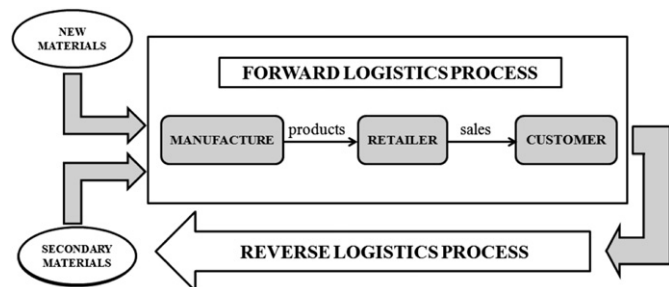 NEW
MATERIALS
FORWARD LOGISTICS PROCESS
MANUFACTURE products RETAILER sales CUSTOMER
SECONDARY
MATERIALS
REVERSE LOGISTICS PROCESS